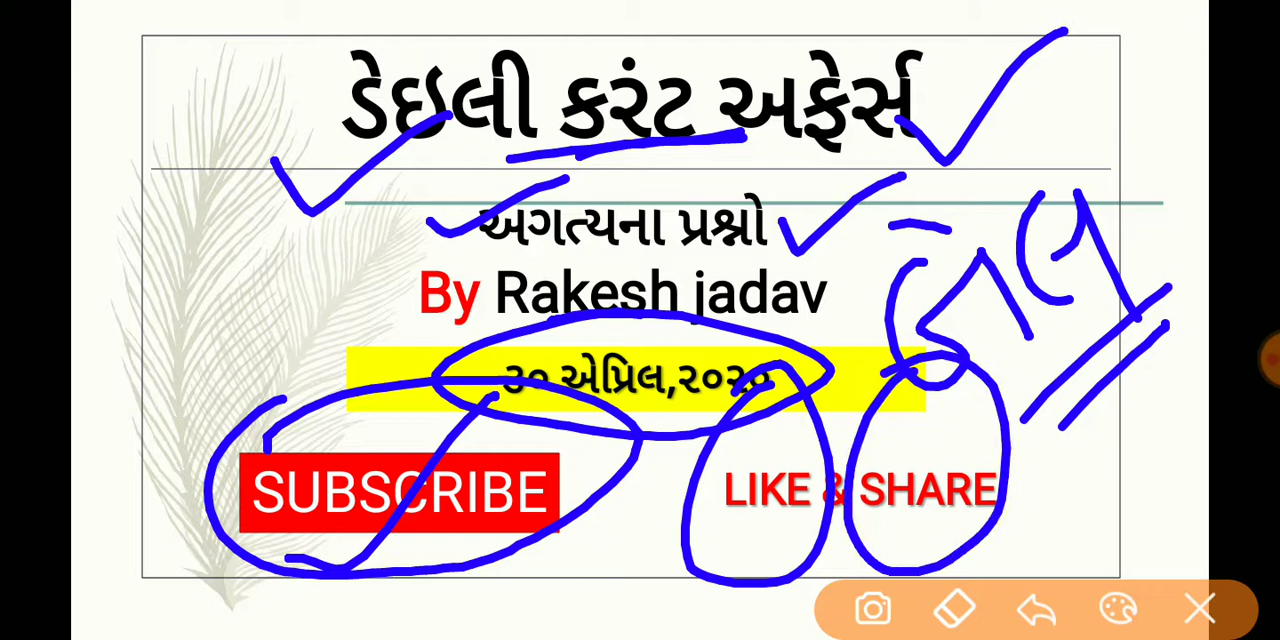 ડેઇલી કરંટ અફેર્સ
અગત્યના પ્રશ્નો
By Rakesh jadav
૩૦ એપ્રિલ,૨૦૨૦
SUBSCRIBE
LIKE & SHARE